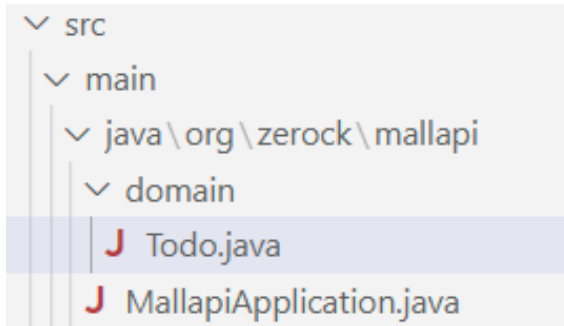 src
main
java\org\zerock\mallapi
domain
J Todo.java
J MallapiApplication.java